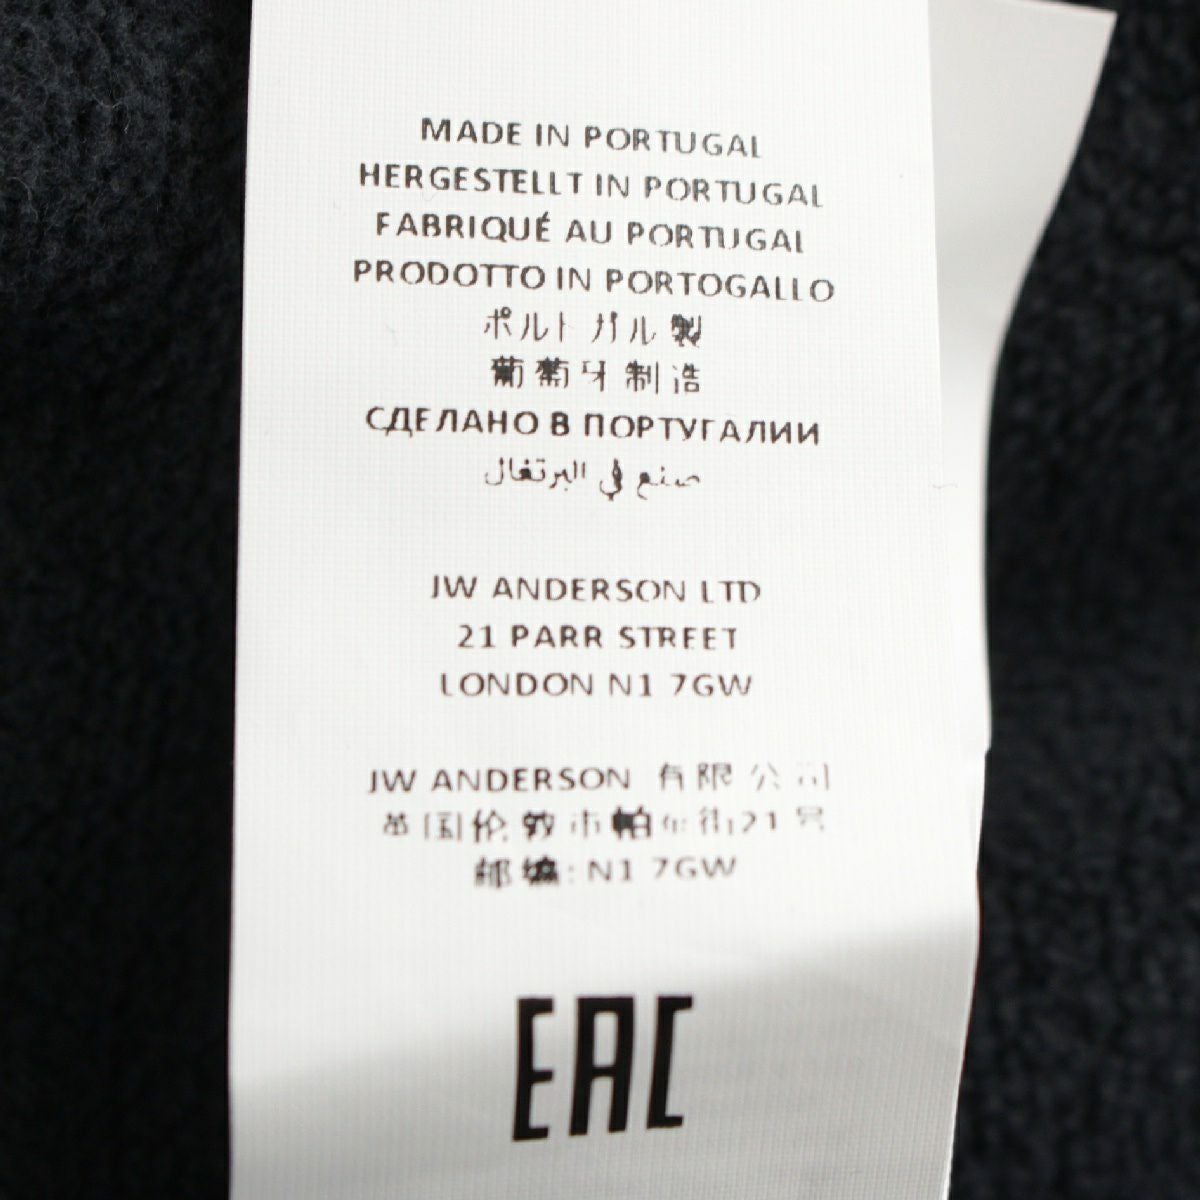 MADE IN PORTUGAL
HERGESTELLT IN PORTUGAL
FABRIQUÉ AU PORTUGAL
PRODOTTO IN PORTOGALLO
ポルトガル製
葡萄牙制造
СДЕЛАНО В ПОРТУГАЛИИ
صنع في البرتغال
JW ANDERSON LTD
21 PARR STREET
LONDON N1 7GW
JW ANDERSON 有限公司
英国伦敦市帕尔街21号
邮编: N1 7GW
EAC